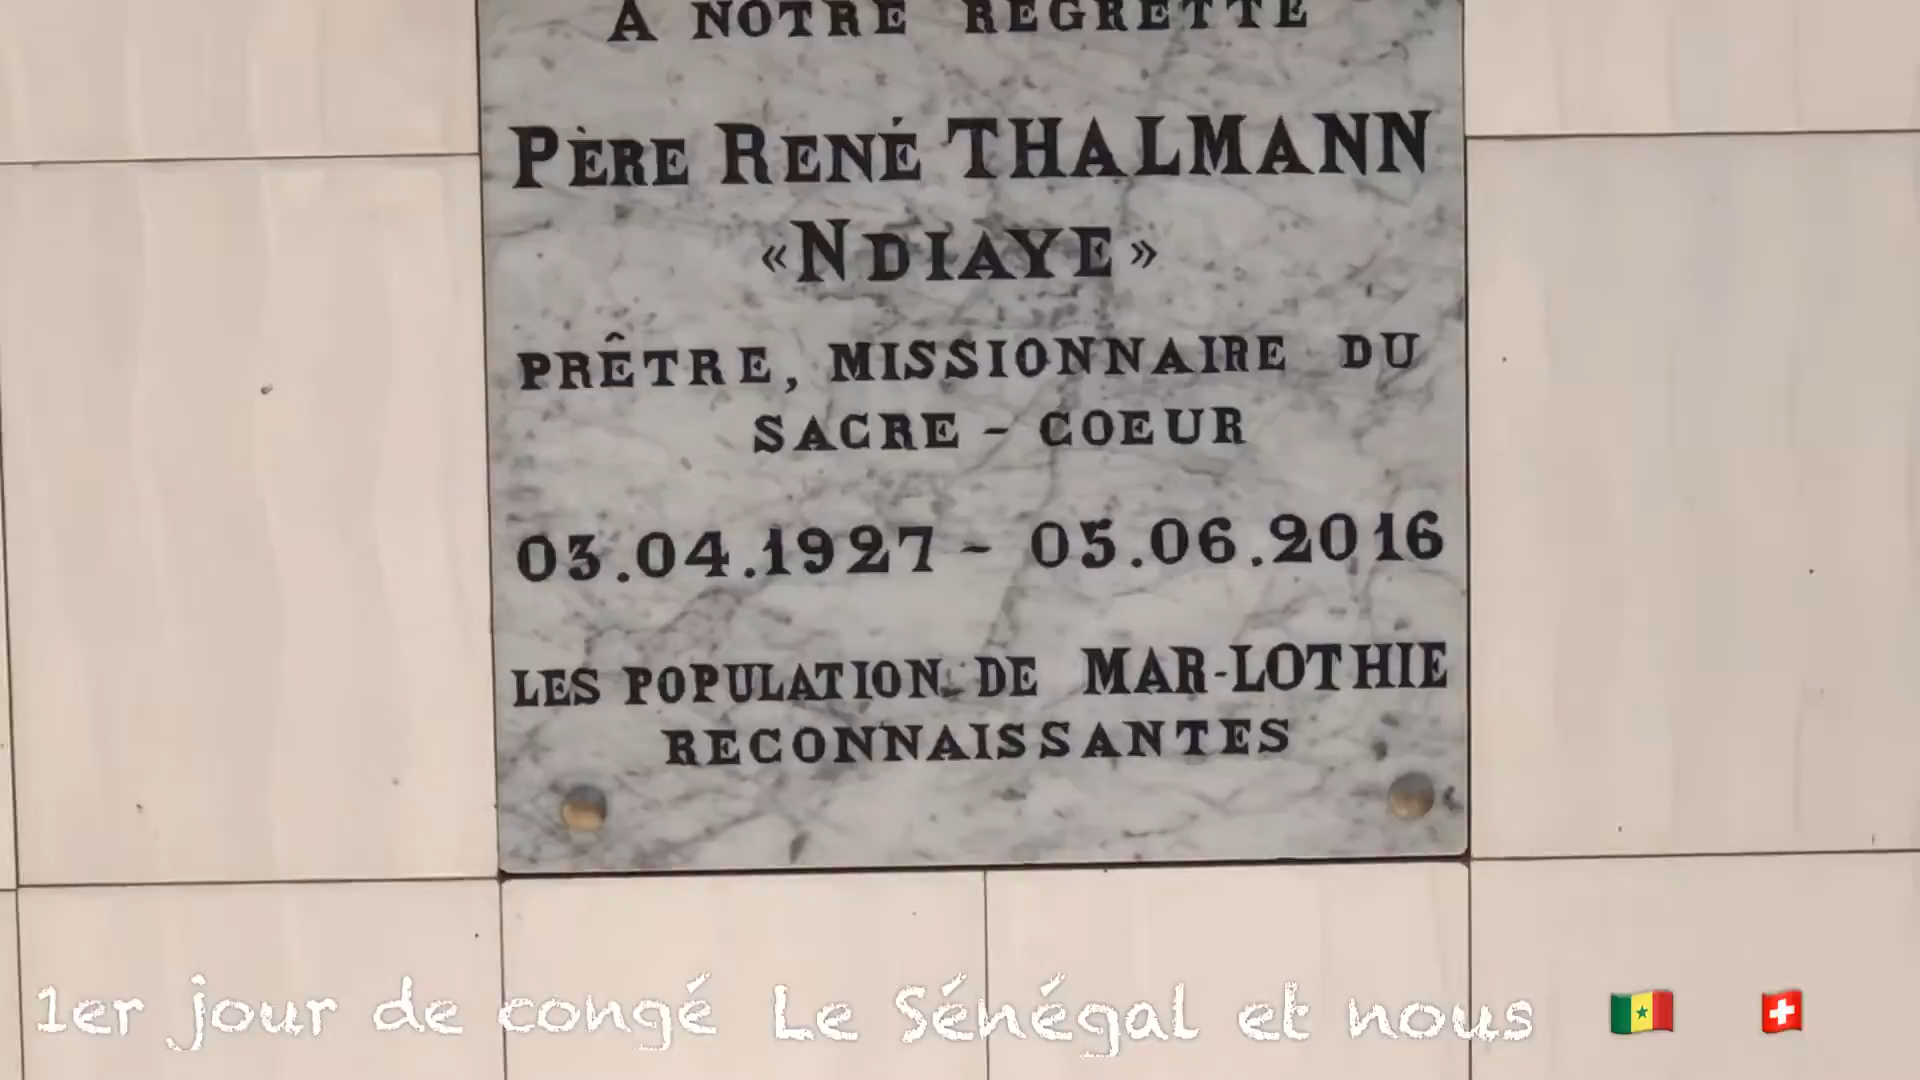 A NOTRE REGRETTE
PÈRE RENÉ THALMANN
«NDIAYE»
PRÊTRE, MISSIONNAIRE DU
SACRE - COEUR
03.04.1927 - 05.06.2016
LES POPULATION DE MAR-LOTHIE
RECONNAISSANTES
1er jour de congé Le Sénégal et nous